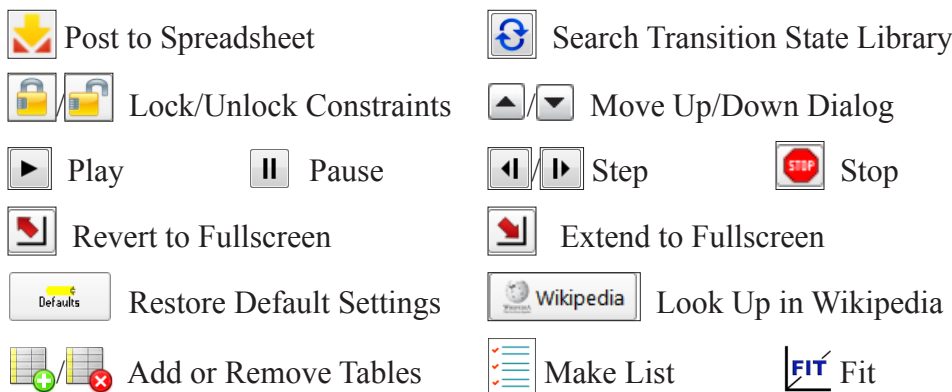 Post to Spreadsheet
Search Transition State Library
/ Lock/Unlock Constraints
/ Move Up/Down Dialog
Play
Pause
/ Step
STOP Stop
Revert to Fullscreen
Extend to Fullscreen
Defaults Restore Default Settings
Wikipedia Look Up in Wikipedia
/ Add or Remove Tables
Make List
FIT Fit